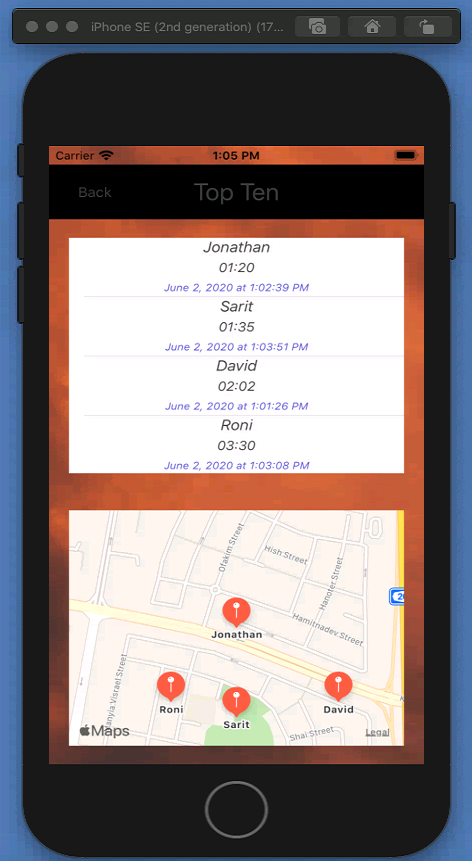 iPhone SE (2nd generation) (17...
Carrier 1:05 PM
Back Top Ten
Jonathan
01:20
June 2, 2020 at 1:02:39 PM
Sarit
01:35
June 2, 2020 at 1:03:51 PM
David
02:02
June 2, 2020 at 1:01:26 PM
Roni
03:30
June 2, 2020 at 1:03:08 PM
Ofakim Street
Hish Street
Hanoter Street
Hamitnadev Street
Jonathan
Roni
Sarit
David
Visrael Street
Shai Street
Maps
Legal